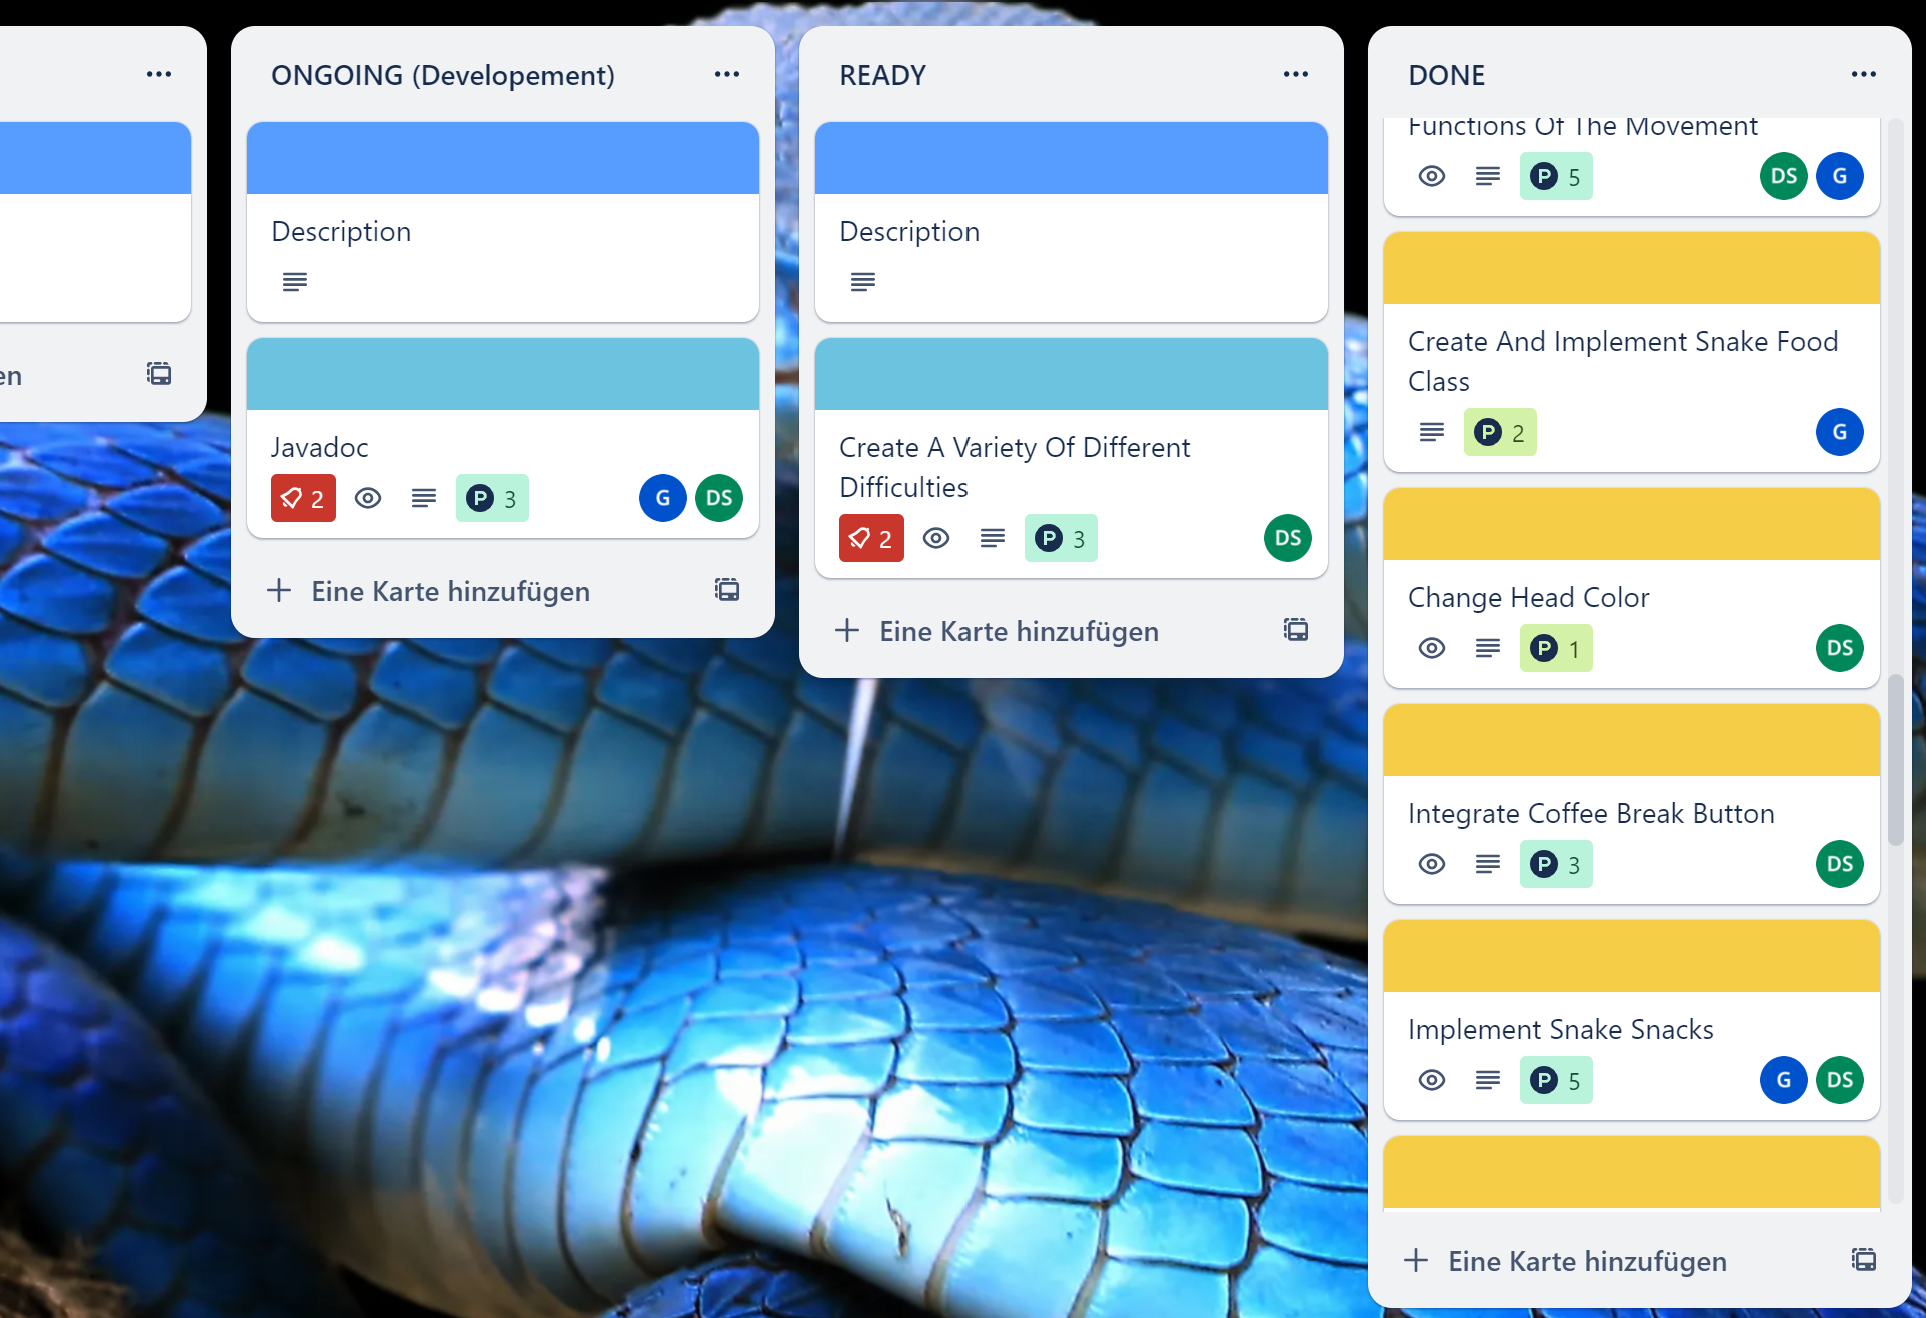 en
ONGOING (Developement)
Description
Javadoc
2
P 3
G
DS
Eine Karte hinzufügen
READY
Description
Create A Variety Of Different
Difficulties
2
P 3
DS
Eine Karte hinzufügen
DONE
Functions Of The Movement
P 5
DS
G
Create And Implement Snake Food
Class
P 2
G
Change Head Color
P 1
DS
Integrate Coffee Break Button
P 3
DS
Implement Snake Snacks
P 5
G
DS
Eine Karte hinzufügen